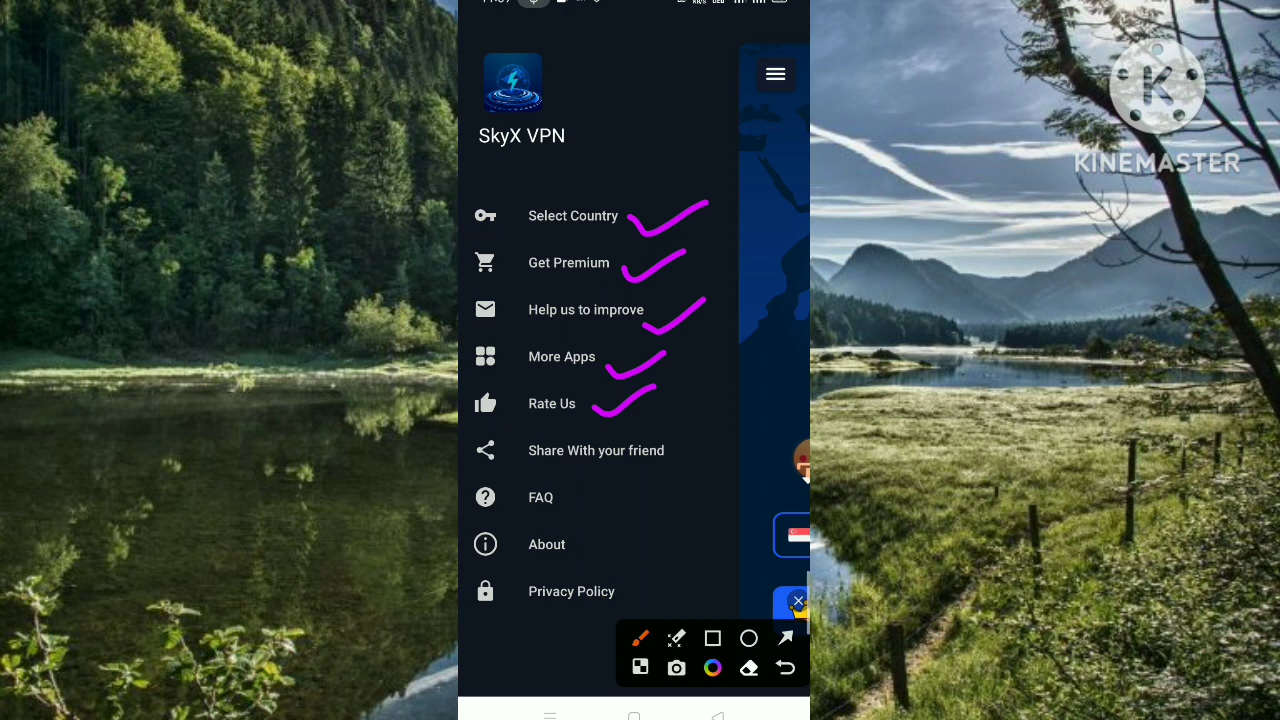 SkyX VPN
Select Country
Get Premium
Help us to improve
More Apps
Rate Us
Share With your friend
FAQ
About
Privacy Policy
KINEMASTER